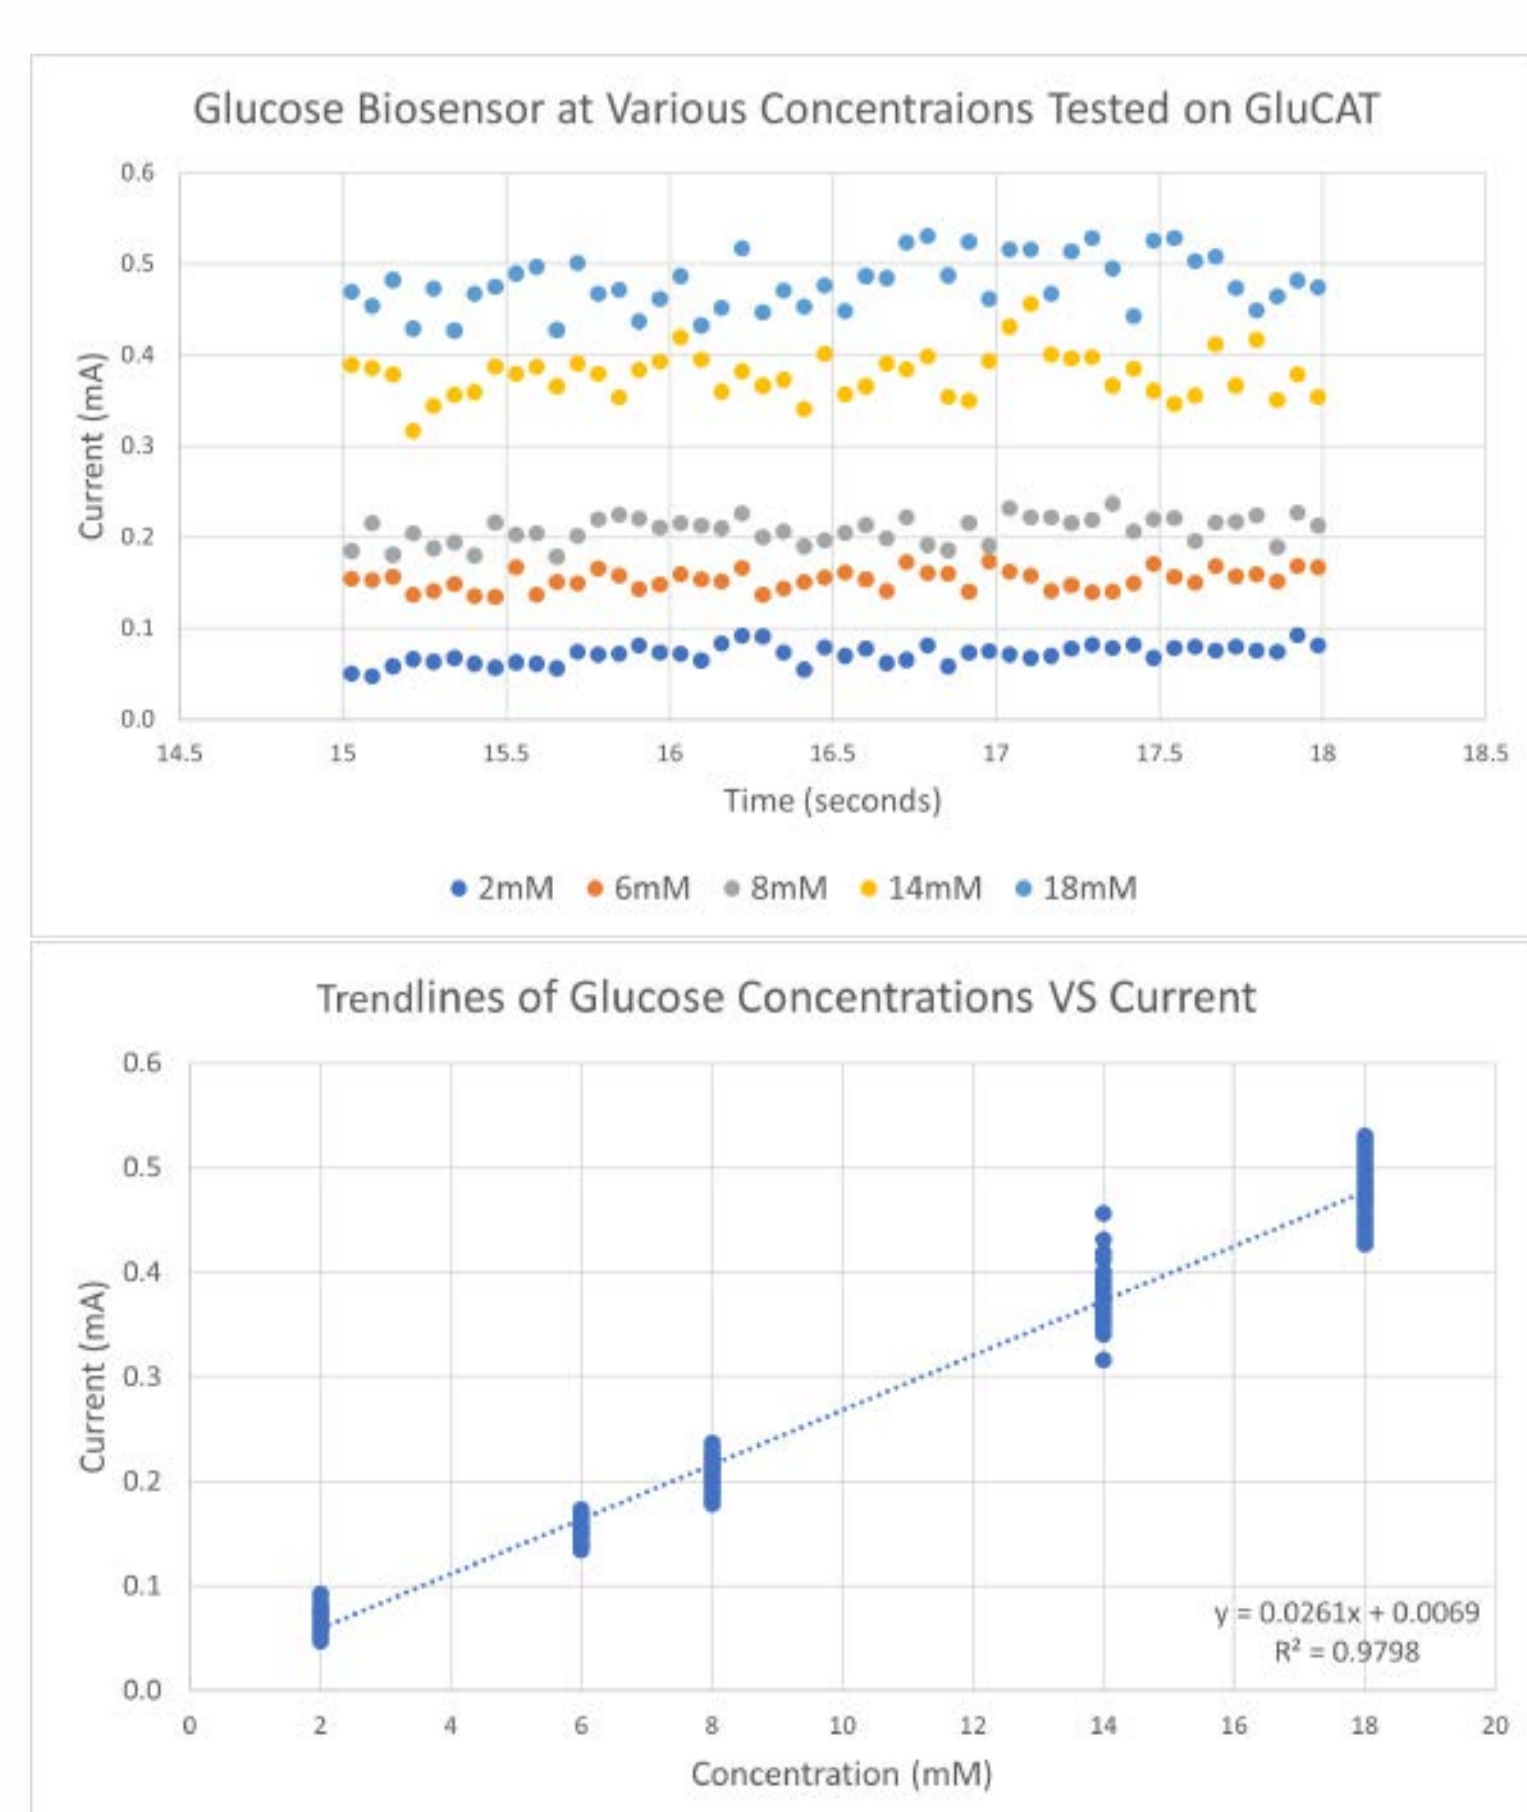 Glucose Biosensor at Various Concentraions Tested on GluCAT
0.6
0.5
0.4
0.3
0.2
0.1
0.0
Current (mA)
14.5 15 15.5 16 16.5 17 17.5 18 18.5
Time (seconds)
2mM 6mM 8mM 14mM 18mM
Trendlines of Glucose Concentrations VS Current
0.6
0.5
0.4
0.3
0.2
0.1
0.0
Current (mA)
y = 0.0261x + 0.0069
R² = 0.9798
0 2 4 6 8 10 12 14 16 18 20
Concentration (mM)